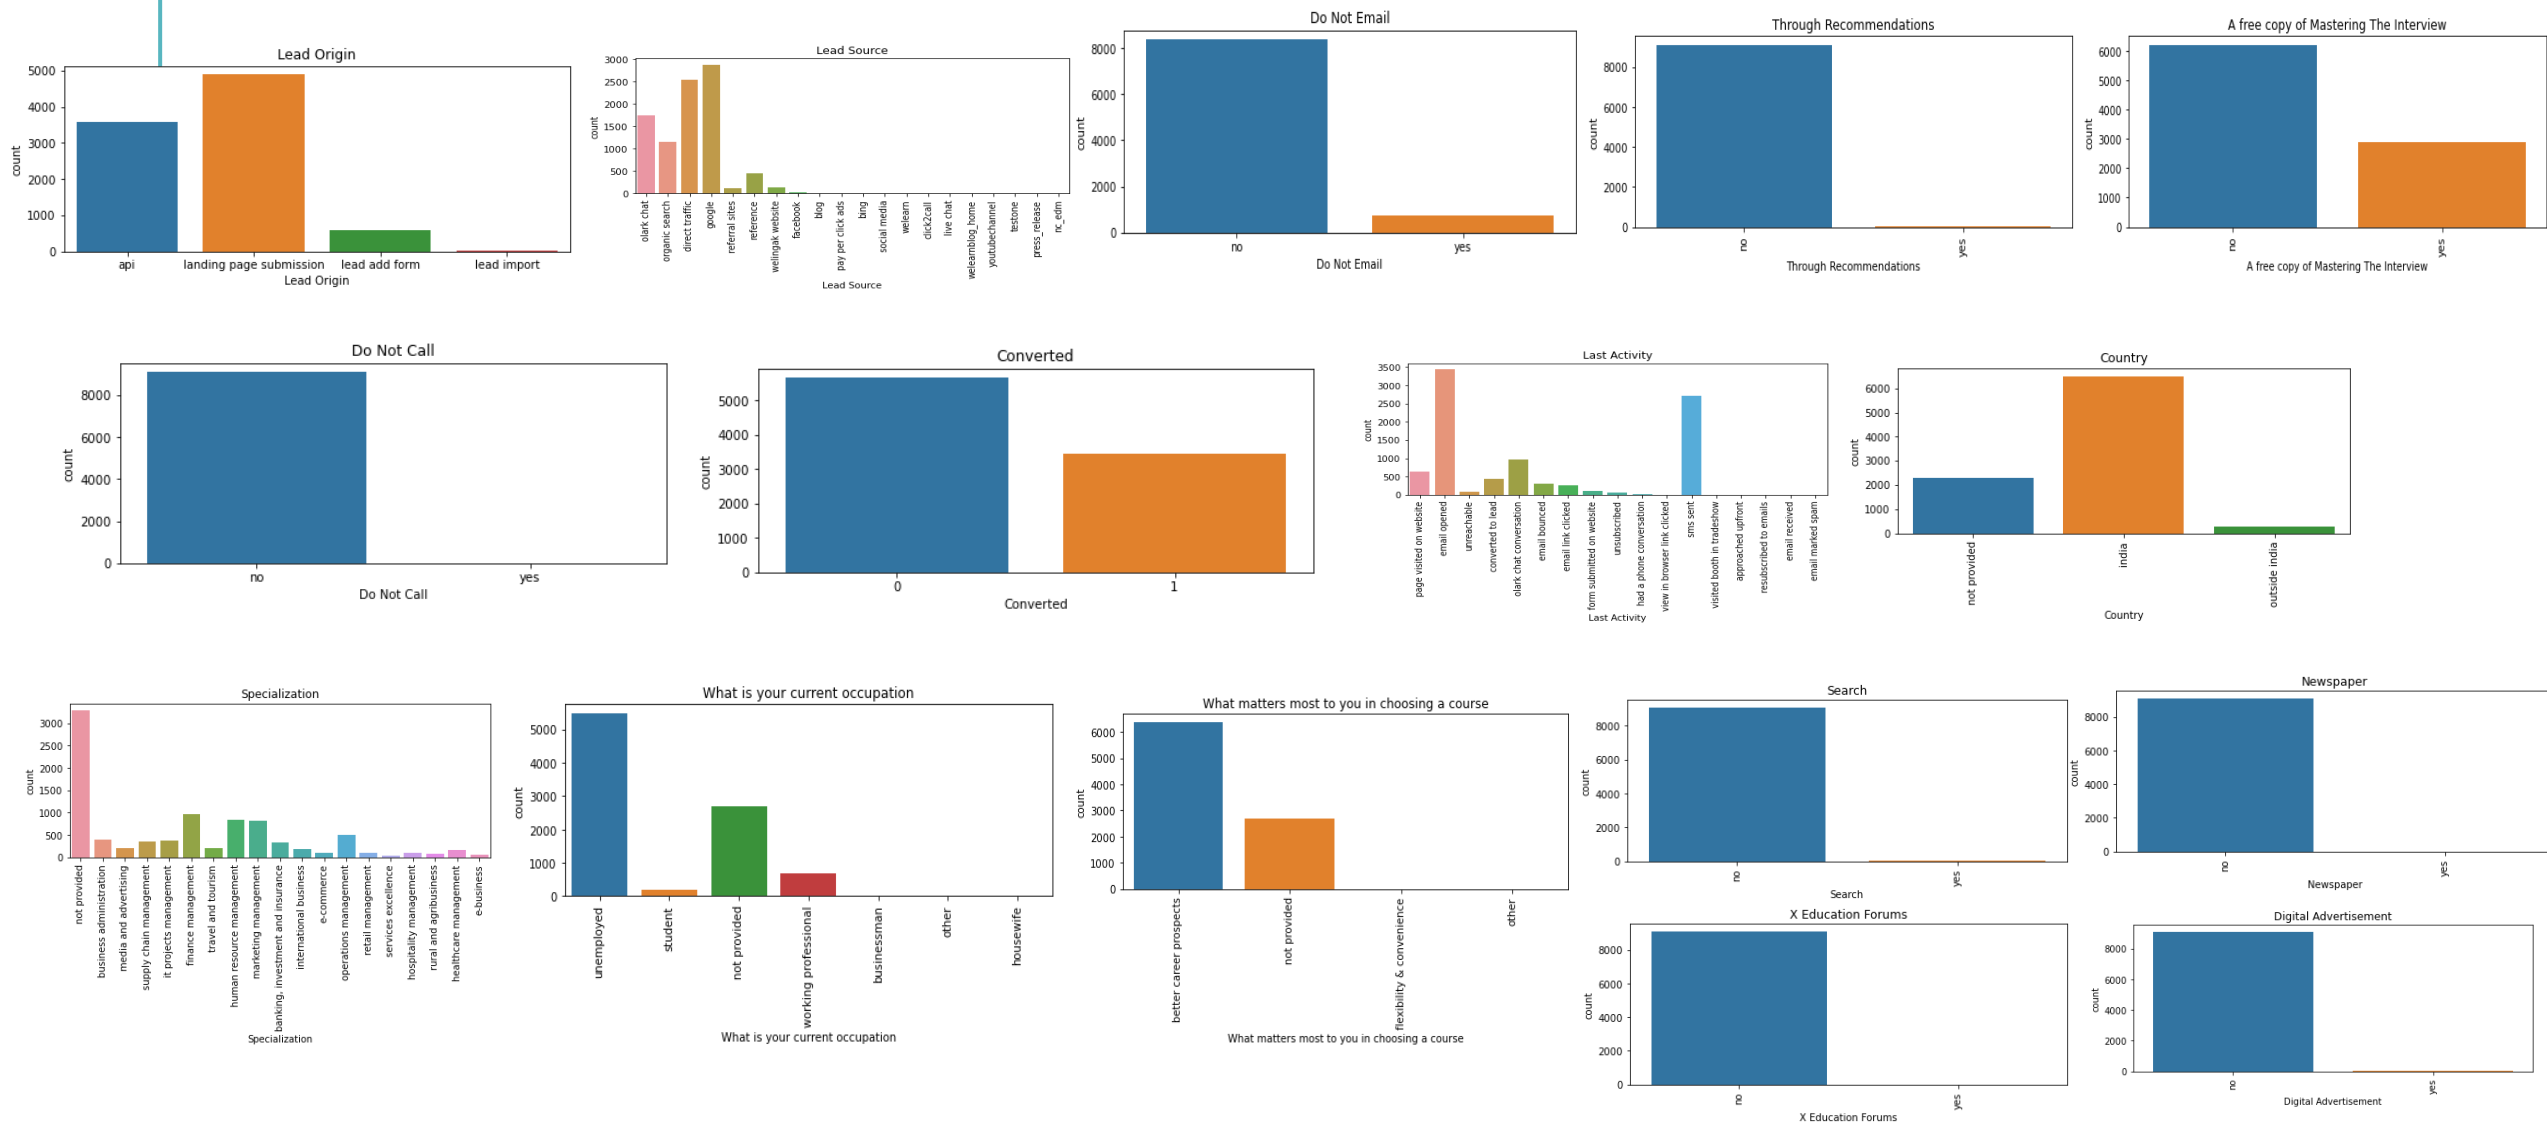 Lead Origin
count
5000
4000
3000
2000
1000
0
api
landing page submission
lead add form
lead import
Lead Origin
Lead Source
count
3000
2500
2000
1500
1000
500
0
olark chat
organic search
direct traffic
google
referral sites
reference
welingak website
facebook
blog
pay per click ads
bing
social media
welearn
click2call
live chat
welearnblog_home
youtubechannel
testone
press_release
nc_edm
Lead Source
Do Not Email
count
8000
6000
4000
2000
0
no
yes
Do Not Email
Through Recommendations
count
8000
6000
4000
2000
0
no
yes
Through Recommendations
A free copy of Mastering The Interview
count
6000
5000
4000
3000
2000
1000
0
no
yes
A free copy of Mastering The Interview
Do Not Call
count
8000
6000
4000
2000
0
no
yes
Do Not Call
Converted
count
5000
4000
3000
2000
1000
0
0
1
Converted
Last Activity
count
3500
3000
2500
2000
1500
1000
500
0
page visited on website
email opened
unreachable
converted to lead
olark chat conversation
email bounced
email link clicked
form submitted on website
unsubscribed
had a phone conversation
view in browser link clicked
sms sent
visited booth in tradeshow
approached upfront
resubscribed to emails
email received
email marked spam
Last Activity
Country
count
6000
5000
4000
3000
2000
1000
0
not provided
india
outside india
Country
Specialization
count
3000
2500
2000
1500
1000
500
0
not provided
business administration
media and advertising
supply chain management
it projects management
finance management
travel and tourism
human resource management
marketing management
banking, investment and insurance
international business
e-commerce
operations management
retail management
services excellence
hospitality management
rural and agribusiness
healthcare management
e-business
Specialization
What is your current occupation
count
5000
4000
3000
2000
1000
0
unemployed
student
not provided
working professional
businessman
other
housewife
What is your current occupation
What matters most to you in choosing a course
count
6000
5000
4000
3000
2000
1000
0
better career prospects
not provided
flexibility & convenience
other
What matters most to you in choosing a course
Search
count
8000
6000
4000
2000
0
no
yes
Search
Newspaper
count
8000
6000
4000
2000
0
no
yes
Newspaper
X Education Forums
count
8000
6000
4000
2000
0
no
yes
X Education Forums
Digital Advertisement
count
8000
6000
4000
2000
0
no
yes
Digital Advertisement